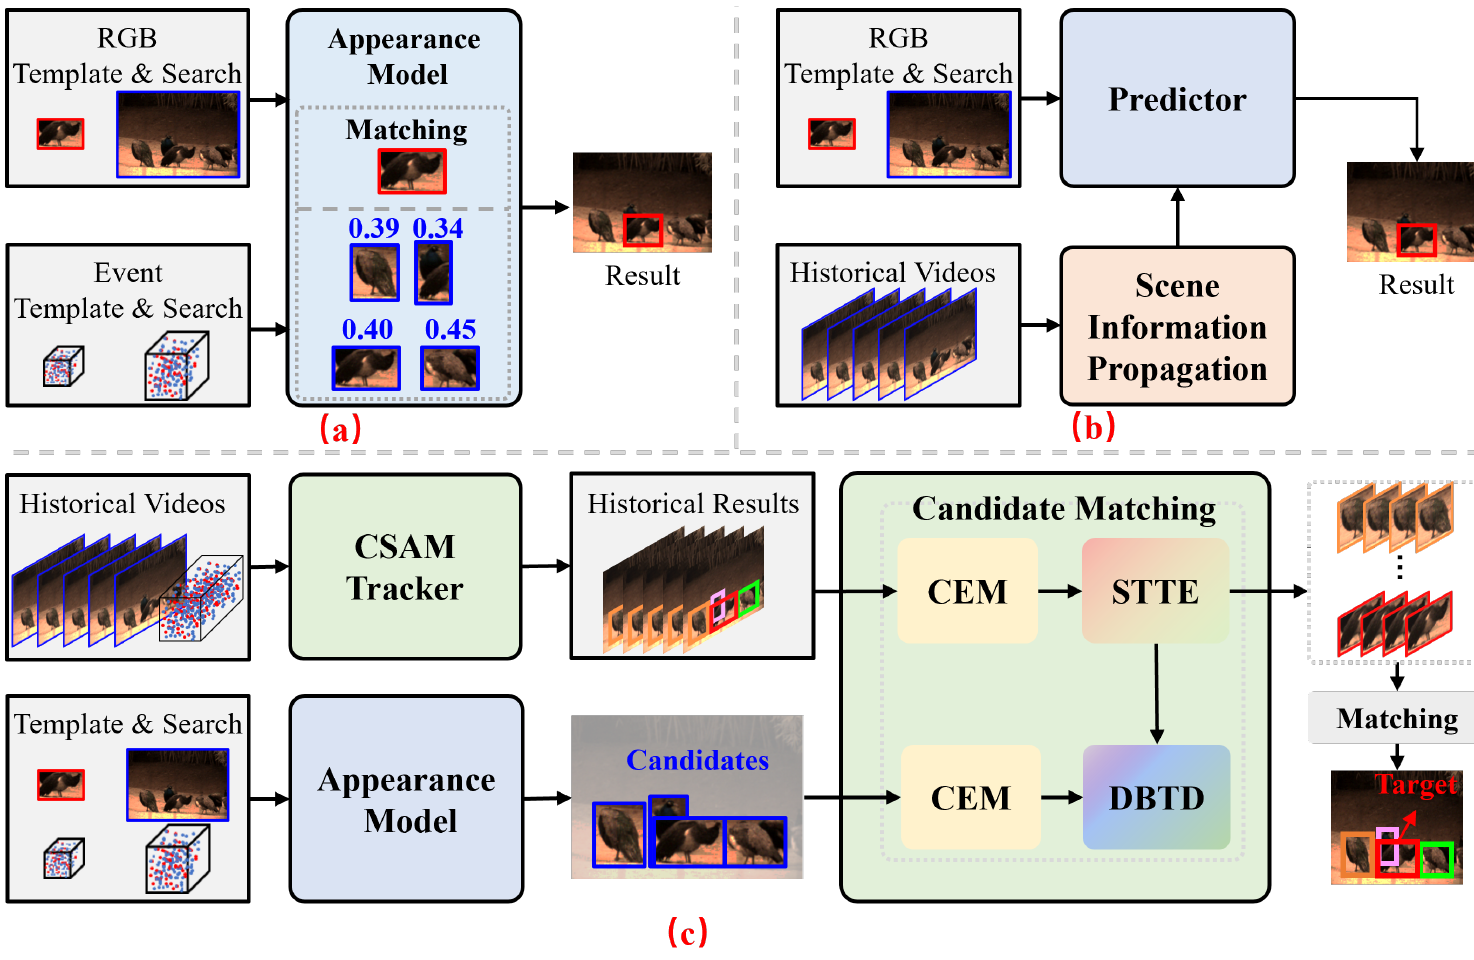 RGB
Template & Search
Event
Template & Search
Appearance
Model
Matching
0.39 0.34
0.40 0.45
Result
(a)
RGB
Template & Search
Historical Videos
Predictor
Scene
Information
Propagation
Result
(b)
Historical Videos
CSAM
Tracker
Historical Results
Template & Search
Appearance
Model
Candidates
Candidate Matching
CEM
STTE
CEM
DBTD
Matching
Target
(c)